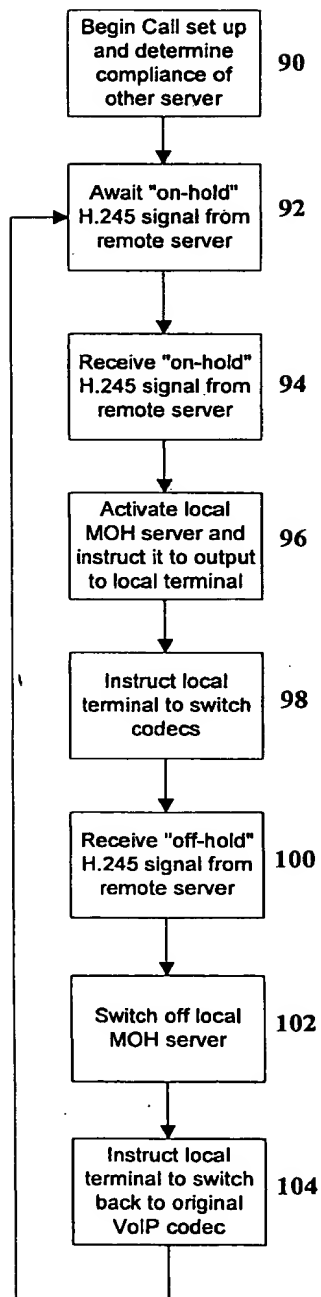 Begin Call set up
and determine
compliance of
other server
90
Await "on-hold"
H.245 signal from
remote server
92
Receive "on-hold"
H.245 signal from
remote server
94
Activate local
MOH server and
instruct it to output
to local terminal
96
Instruct local
terminal to switch
codecs
98
Receive "off-hold"
H.245 signal from
remote server
100
Switch off local
MOH server
102
Instruct local
terminal to switch
back to original
VoIP codec
104